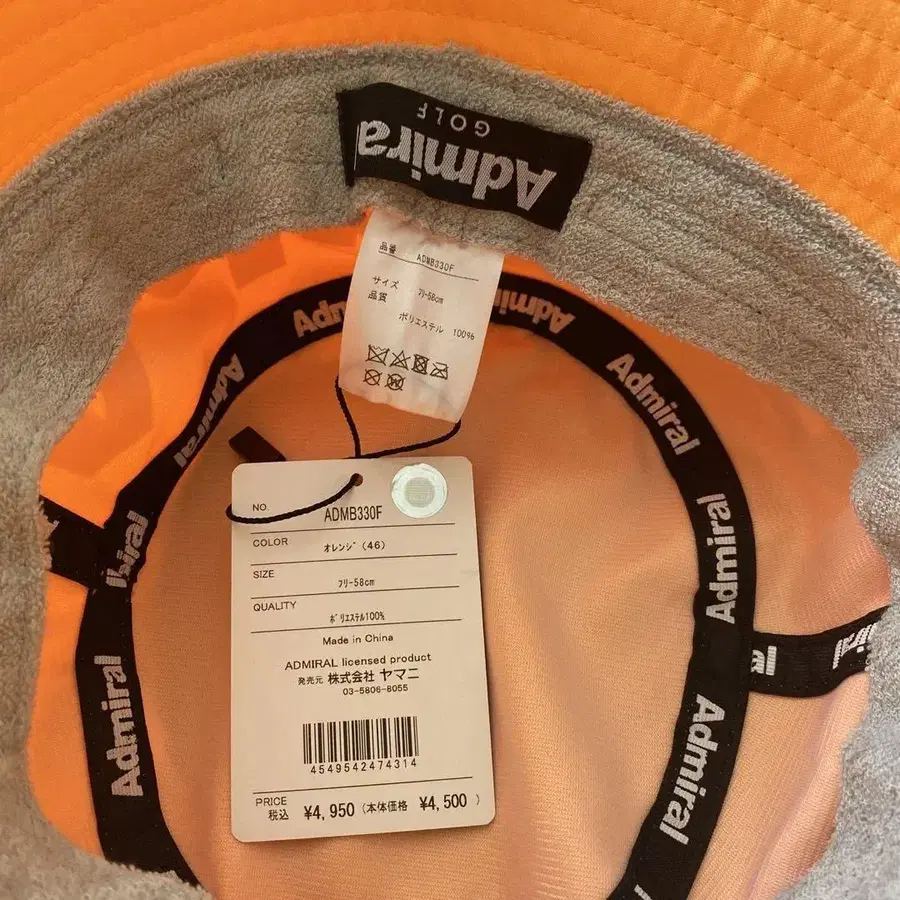 Admiral
GOLF
品番 ADMB330F
サイズ フリー58cm
品質
ポリエステル 100%
Admiral
Admiral
Admiral
Admiral
Admiral
Admiral
Admiral
Admiral
NO. ADMB330F
COLOR オレンジ(46)
SIZE フリー58cm
QUALITY
ポリエステル100%
Made in China
ADMIRAL licensed product
発売元 株式会社 ヤマニ
03-5806-8055
4549542474314
PRICE
税込 ¥4,950 (本体価格 ¥4,500 )